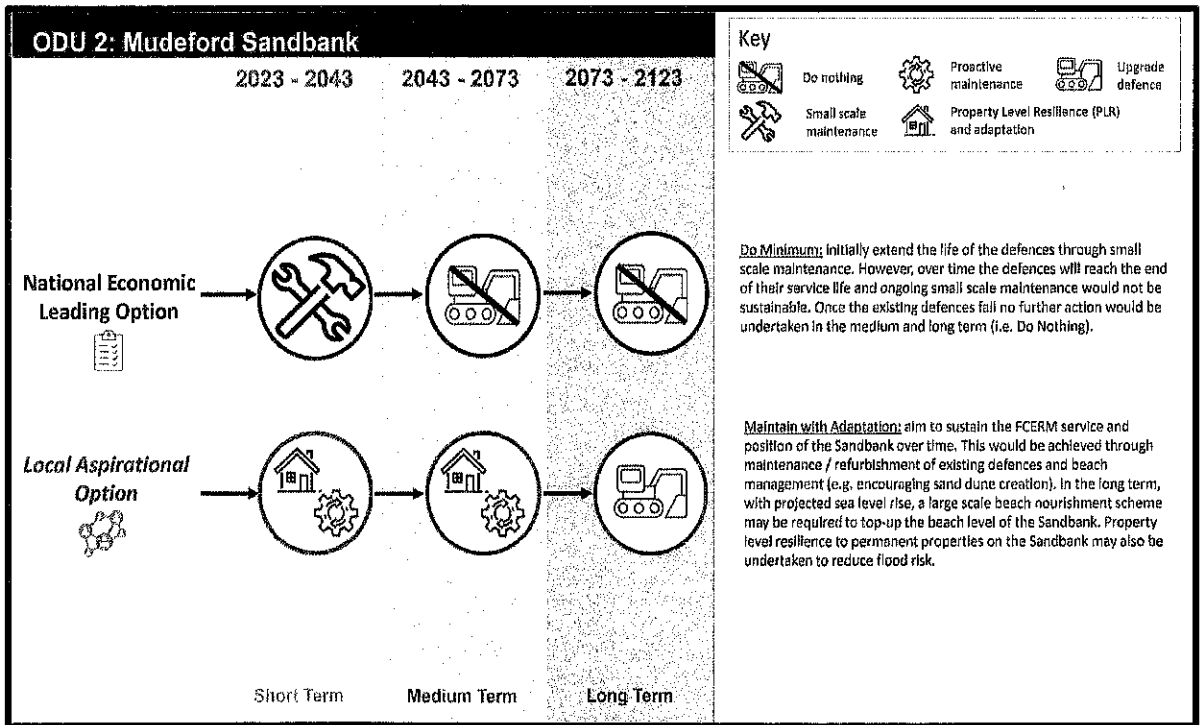 ODU 2: Mudeford Sandbank
2023 - 2043
2043 - 2073
2073 - 2123
National Economic
Leading Option
Local Aspirational
Option
Short Term
Medium Term
Long Term
Key
Do nothing
Proactive
maintenance
Upgrade
defence
Small scale
maintenance
Property Level Resilience (PLR)
and adaptation
Do Minimum: initially extend the life of the defences through small
scale maintenance. However, over time the defences will reach the end
of their service life and ongoing small scale maintenance would not be
sustainable. Once the existing defences fail no further action would be
undertaken in the medium and long term (i.e. Do Nothing).
Maintain with Adaptation: aim to sustain the FCERM service and
position of the Sandbank over time. This would be achieved through
maintenance / refurbishment of existing defences and beach
management (e.g. encouraging sand dune creation). In the long term,
with projected sea level rise, a large scale beach nourishment scheme
may be required to top-up the beach level of the Sandbank. Property
level resilience to permanent properties on the Sandbank may also be
undertaken to reduce flood risk.